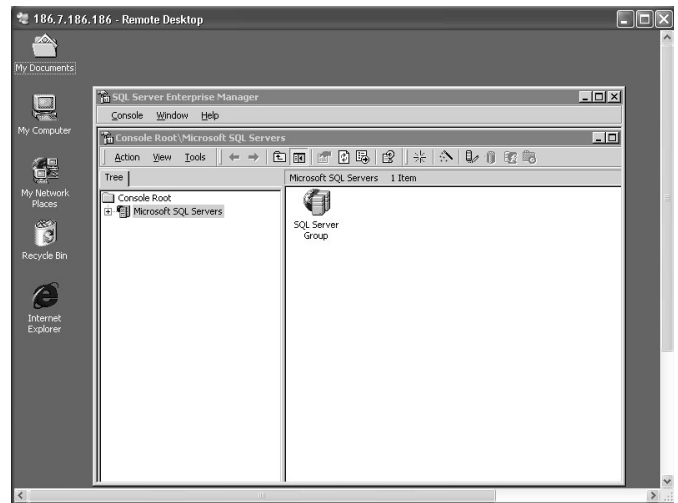 186.7.186.186 - Remote Desktop
My Documents
My Computer
My Network
Places
Recycle Bin
Internet
Explorer
SQL Server Enterprise Manager
Console Window Help
Console Root\Microsoft SQL Servers
Action View Tools
Tree
Console Root
Microsoft SQL Servers
Microsoft SQL Servers 1 Item
SQL Server
Group